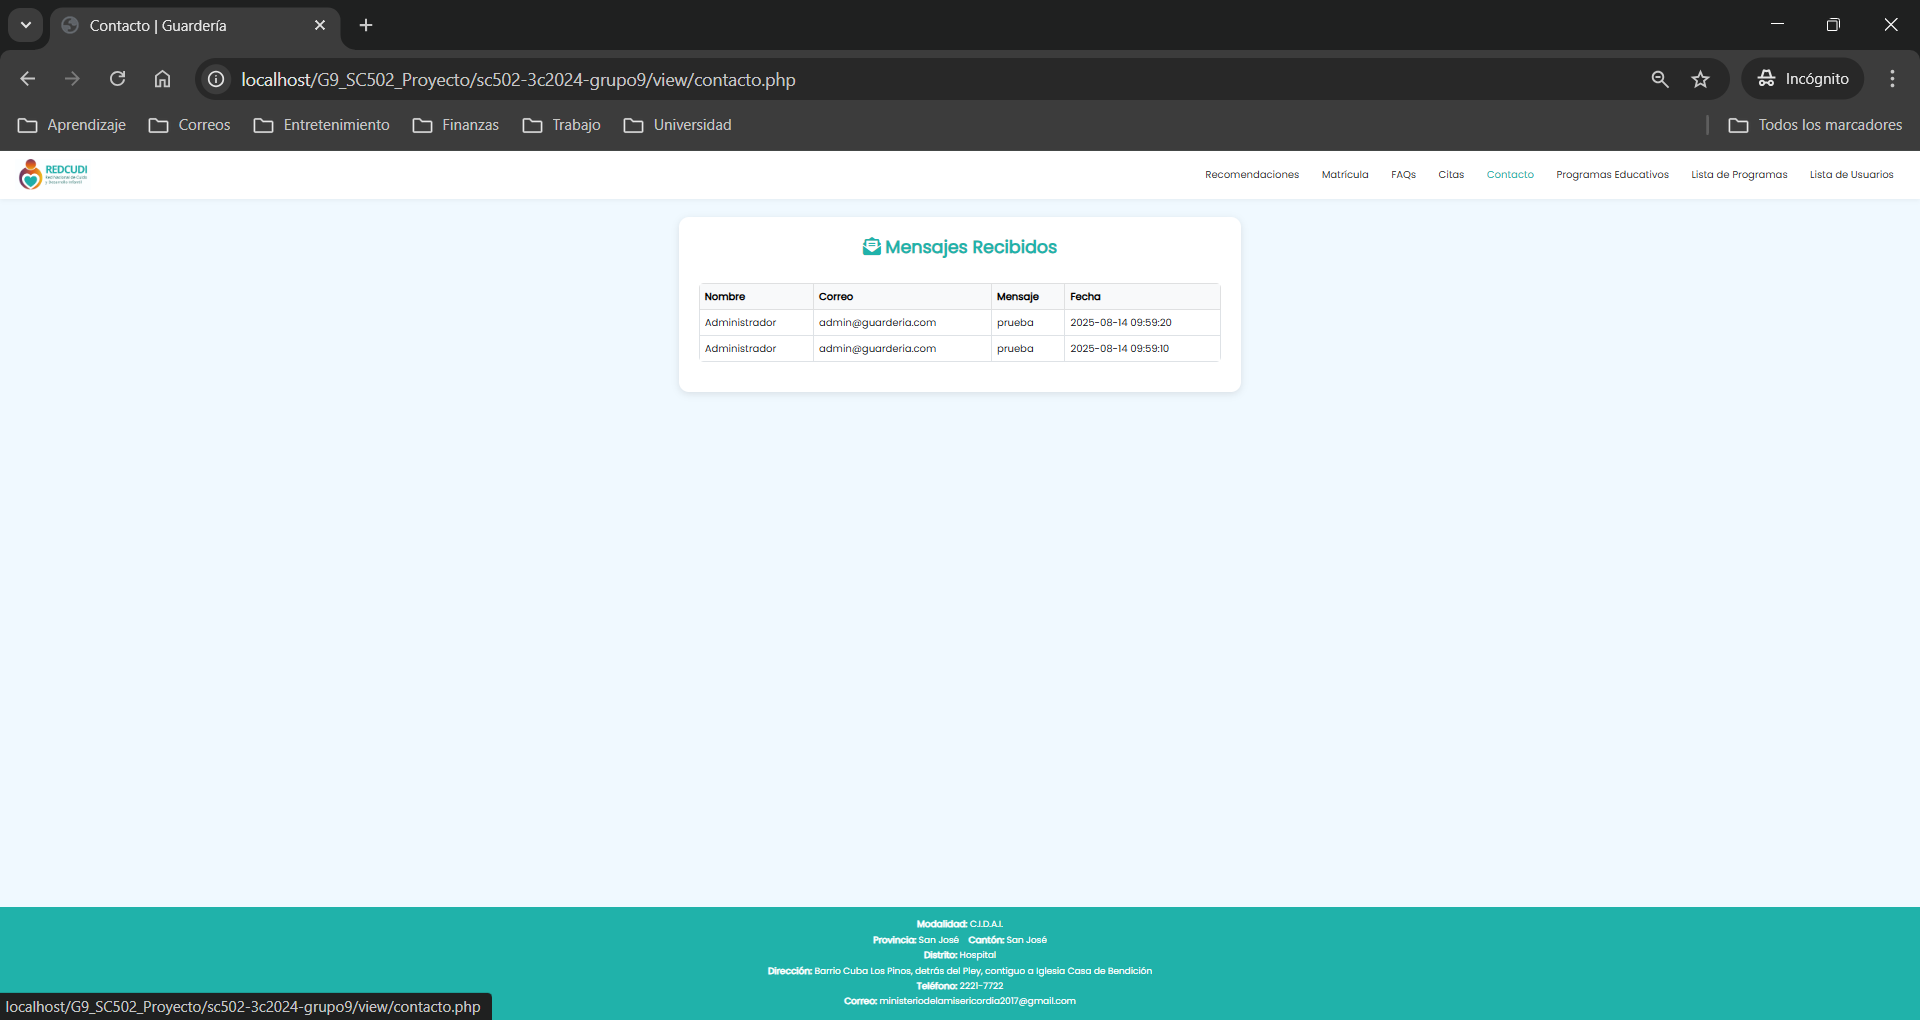 Contacto | Guardería
localhost/G9_SC502_Proyecto/sc502-3c2024-grupo9/view/contacto.php
Incógnito
Aprendizaje Correos Entretenimiento Finanzas Trabajo Universidad Todos los marcadores
REDCUDI
Recomendaciones Matrícula FAQs Citas Contacto Programas Educativos Lista de Programas Lista de Usuarios
Mensajes Recibidos
Nombre Correo Mensaje Fecha
Administrador admin@guarderia.com prueba 2025-08-14 09:59:20
Administrador admin@guarderia.com prueba 2025-08-14 09:59:10
Modalidad: C.I.D.A.I.
Provincia: San José Cantón: San José
Distrito: Hospital
Dirección: Barrio Cuba Los Pinos, detrás del Pley, contiguo a Iglesia Casa de Bendición
Teléfono: 2221-7722
Correo: ministeriodelamisericordia2017@gmail.com
localhost/G9_SC502_Proyecto/sc502-3c2024-grupo9/view/contacto.php